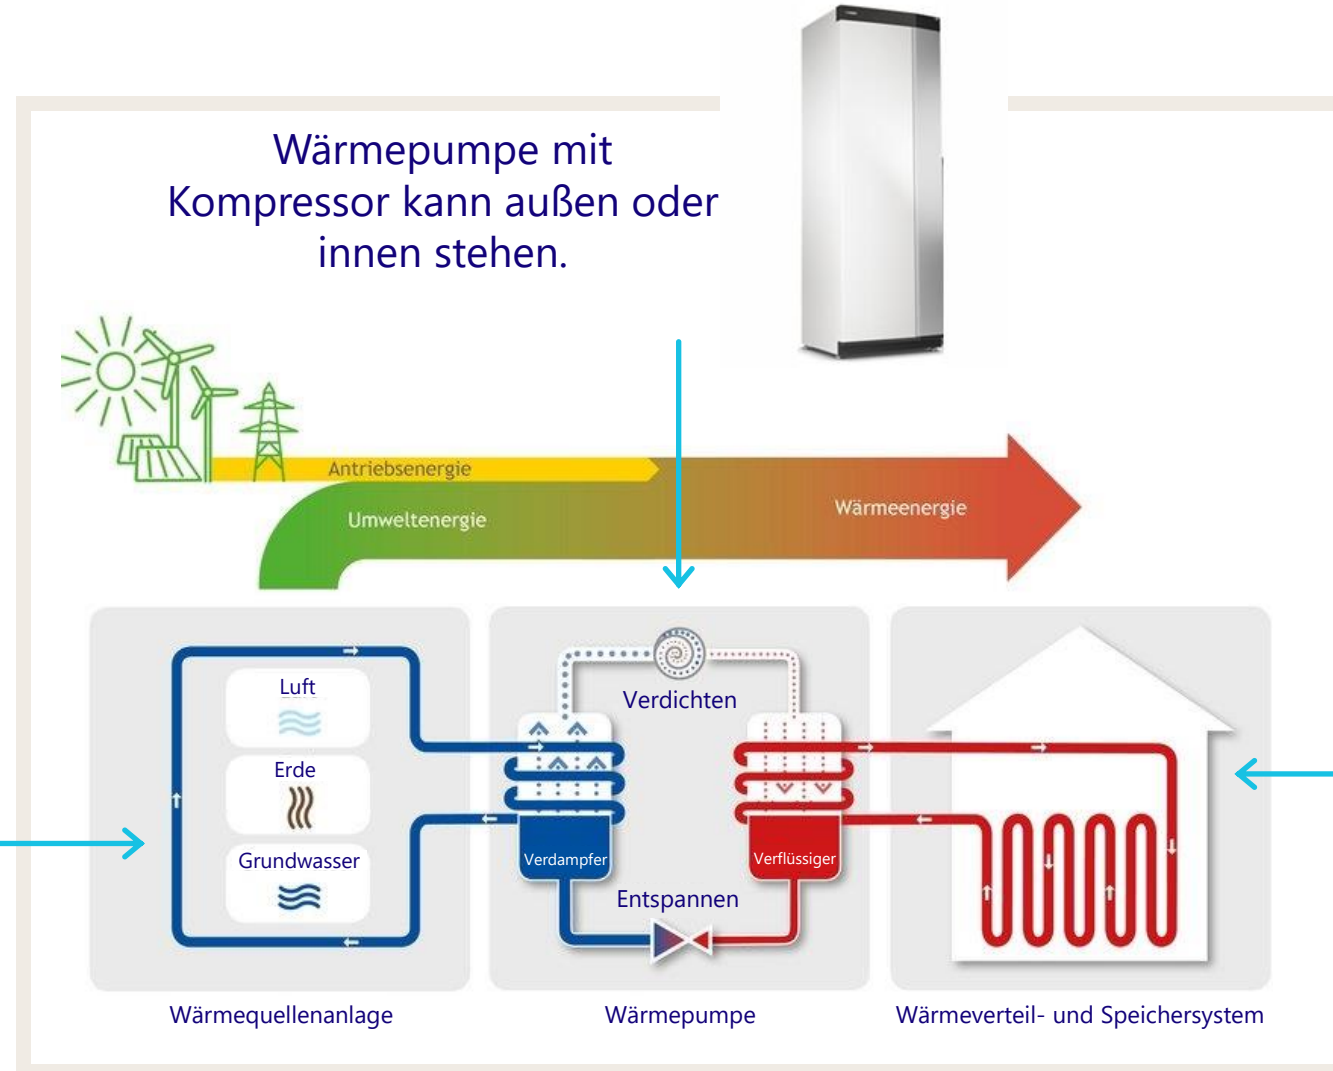 Wärmepumpe mit
Kompressor kann außen oder
innen stehen.
Antriebsenergie
Umweltenergie
Wärmeenergie
Luft
Erde
Grundwasser
Verdichten
Verdampfer
Verflüssiger
Entspannen
Wärmequellenanlage
Wärmepumpe
Wärmeverteil- und Speichersystem